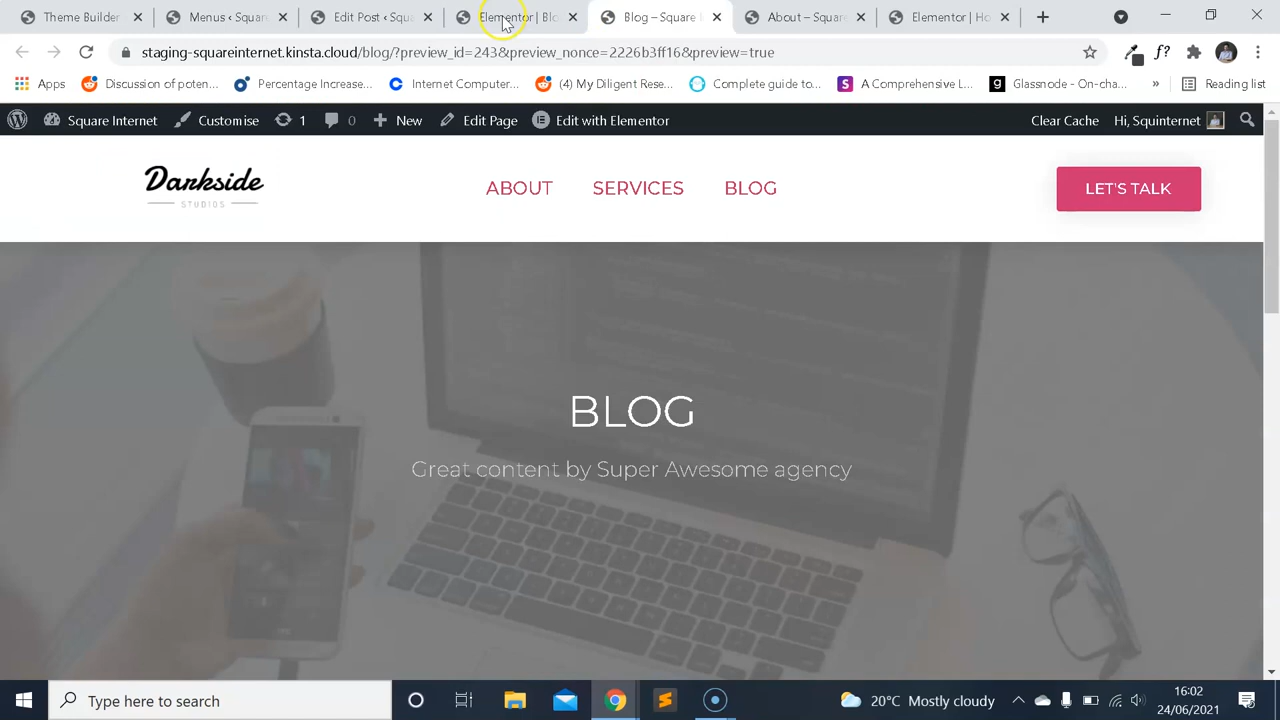 Theme Builder
Menus ‹ Squar
Edit Post ‹ Squ
Elementor | Blo
Blog – Square I
About – Squar
Elementor | Ho
staging-squareinternet.kinsta.cloud/blog/?preview_id=243&preview_nonce=2226b3ff16&preview=true
f?
Apps
Discussion of poten...
Percentage Increase...
Internet Computer...
(4) My Diligent Rese...
Complete guide to...
A Complete, L...
Glassnode - On-cha...
»
Reading list
Square Internet
Customise
1
0
New
Edit Page
Edit with Elementor
Clear Cache
Hi, Squinternet
Darkside
STUDIOS
ABOUT
SERVICES
BLOG
LET'S TALK
BLOG
Great content by Super Awesome agency
Type here to search
20°C Mostly cloudy
16:02
24/06/2021